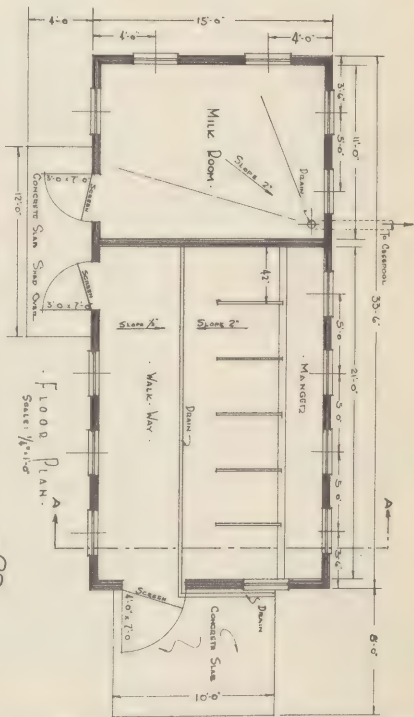 4'-0"
15'-0"
4'-0"
4'-0"
3'-6"
5'-0"
11'-0"
33'-6"
MILK ROOM.
SLOPE 2"
DRAIN
TO CESSPOOL
SCREEN
3'-0" x 7'-0"
12'-0"
CONCRETE SLAB SHED OVER
SCREEN
3'-0" x 7'-0"
42"
SLOPE 1/2"
SLOPE 2"
DRAIN
· WALK-WAY ·
MANGER
5'-0"
5'-0"
5'-0"
3'-6"
21'-0"
· FLOOR PLAN ·
SCALE: 1/4"=1'-0"
A
A
SCREEN
4'-0" x 7'-0"
DRAIN
CONCRETE SLAB
10'-0"
8'-0"